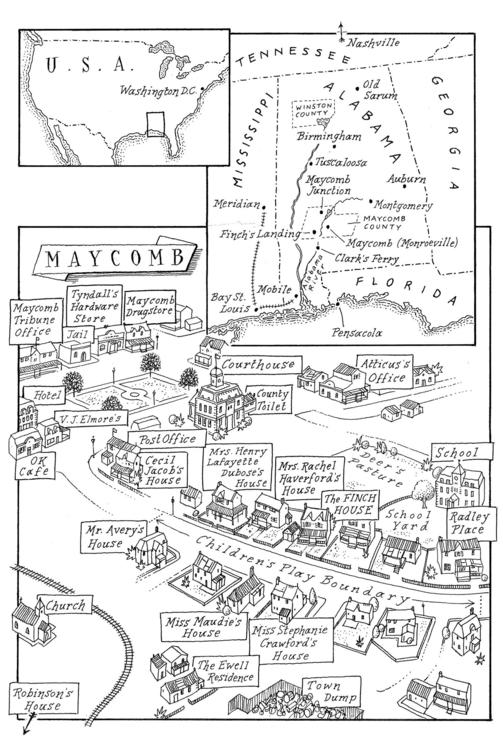 U.S.A.
Washington D.C.
Nashville
TENNESSEE
MISSISSIPPI
ALABAMA
GEORGIA
Old
Sarum
WINSTON
COUNTY
Birmingham
Tuscaloosa
Maycomb
Junction
Auburn
Meridian
Montgomery
MAYCOMB
COUNTY
Finch's Landing
Maycomb (Monroeville)
Clark's Ferry
Alabama
River
Mobile
Bay St.
Louis
FLORIDA
Pensacola
MAYCOMB
Maycomb
Tribune
Office
Tyndall's
Hardware
Store
Maycomb
Drugstore
Jail
Courthouse
Atticus's
Office
Hotel
County
Toilet
V.J. Elmore's
OK
Cafe
Post Office
Cecil
Jacob's
House
Mrs. Henry
Lafayette
Dubose's
House
Mrs. Rachel
Haverford's
House
The FINCH
HOUSE
Deer's
Pasture
School
School
Yard
Radley
Place
Mr. Avery's
House
Children's Play Boundary
Church
Miss Maudie's
House
Miss Stephanie
Crawford's
House
The Ewell
Residence
Town
Dump
Robinson's
House